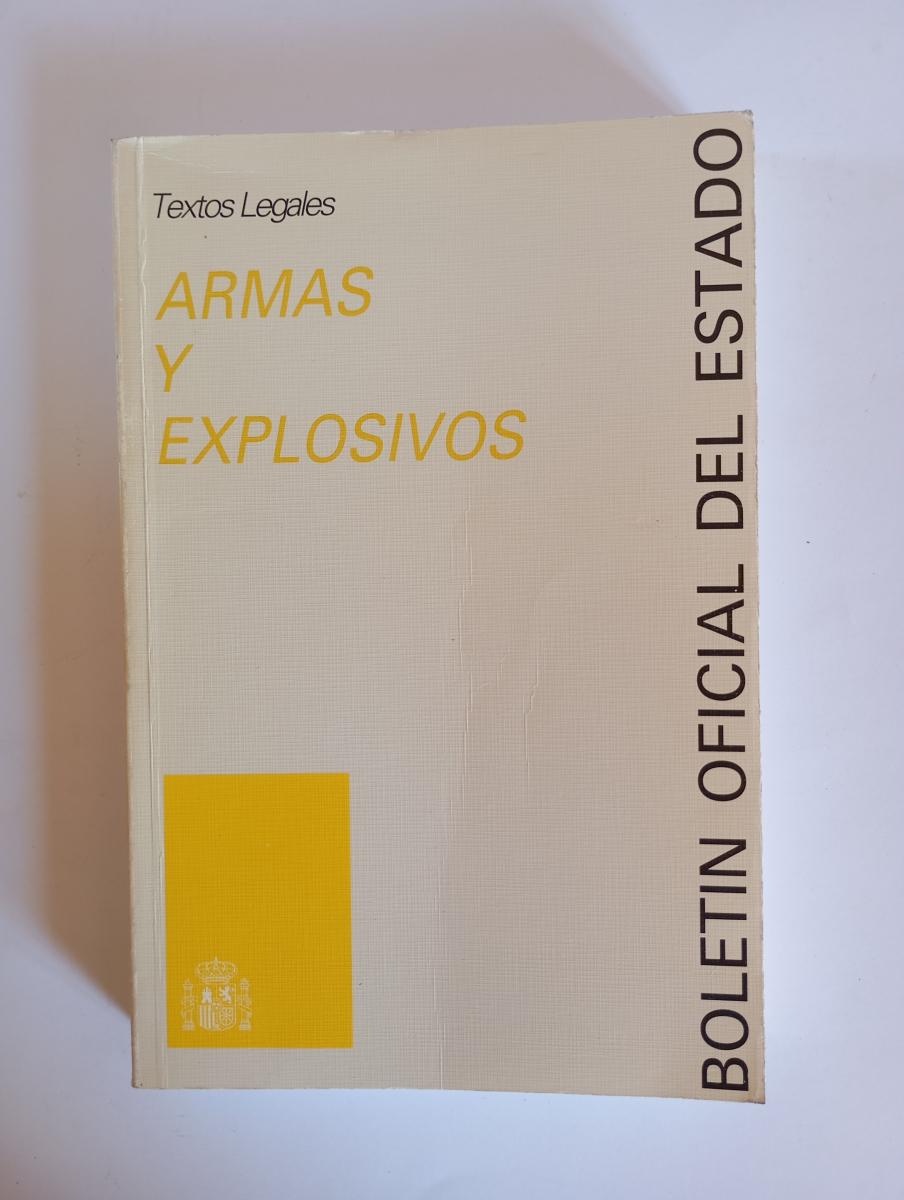 Textos Legales
ARMAS
Y
EXPLOSIVOS
BOLETIN OFICIAL DEL ESTADO